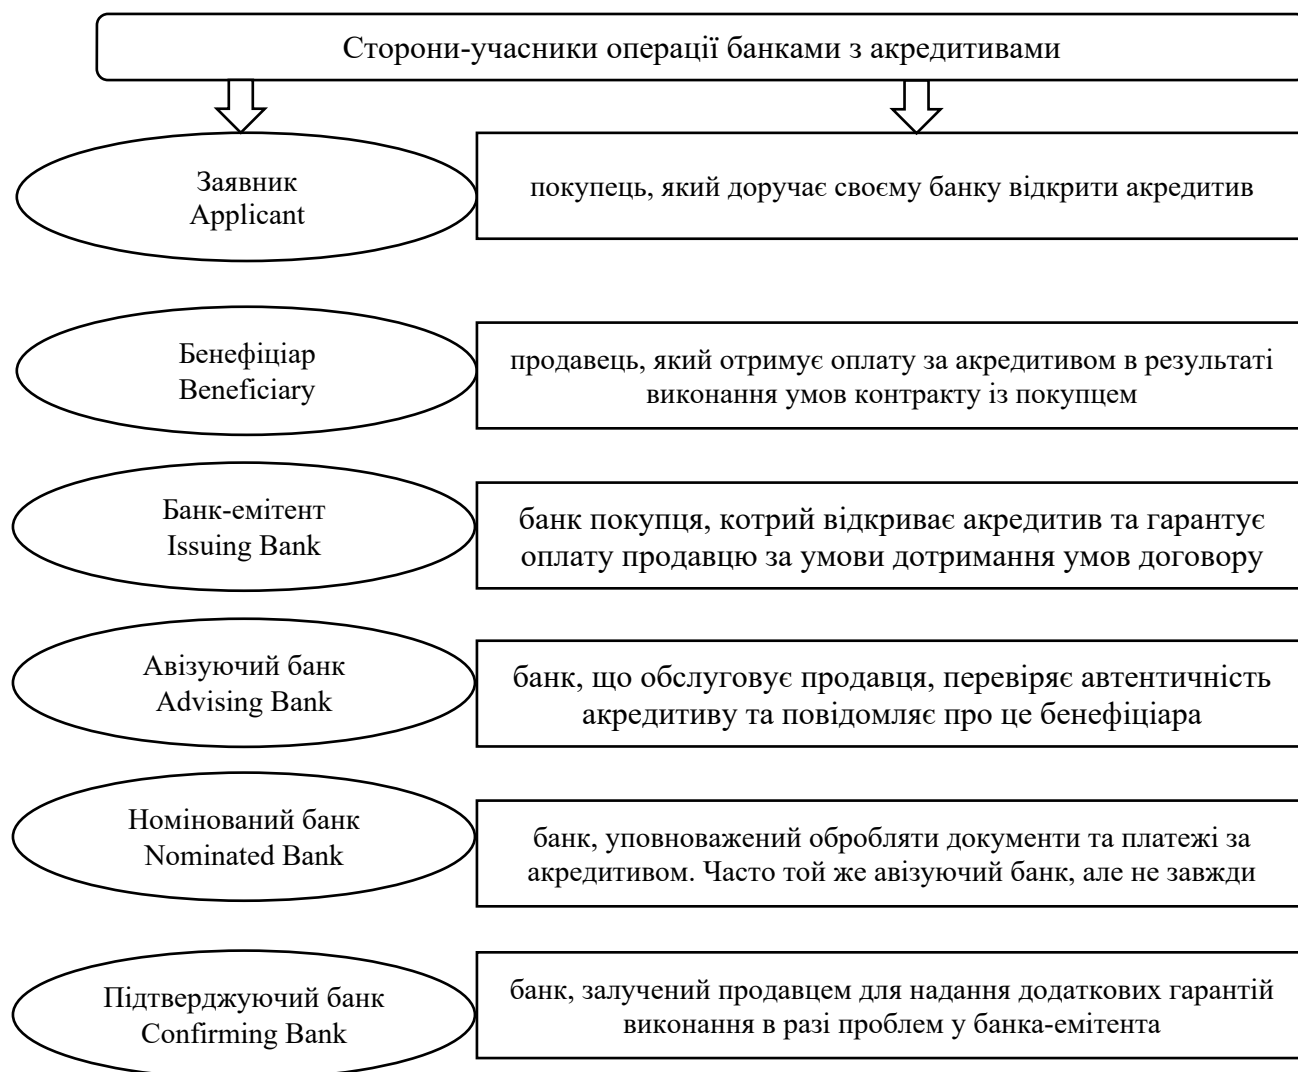 Сторони-учасники операції банками з акредитивами
Заявник
Applicant
покупець, який доручає своєму банку відкрити акредитив
Бенефіціар
Beneficiary
продавець, який отримує оплату за акредитивом в результаті
виконання умов контракту із покупцем
Банк-емітент
Issuing Bank
банк покупця, котрий відкриває акредитив та гарантує
оплату продавцю за умови дотримання умов договору
Авізуючий банк
Advising Bank
банк, що обслуговує продавця, перевіряє автентичність
акредитиву та повідомляє про це бенефіціара
Номінований банк
Nominated Bank
банк, уповноважений обробляти документи та платежі за
акредитивом. Часто той же авізуючий банк, але не завжди
Підтверджуючий банк
Confirming Bank
банк, залучений продавцем для надання додаткових гарантій
виконання в разі проблем у банка-емітента